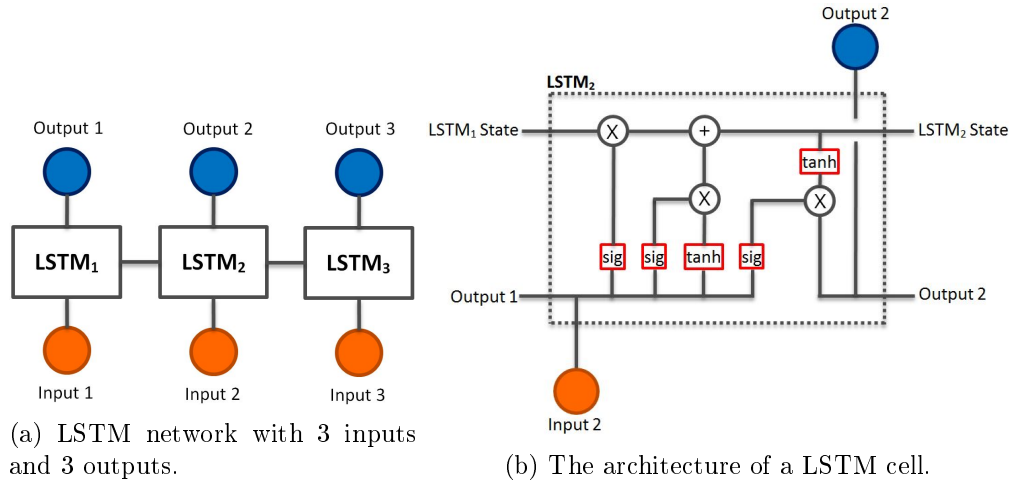 Output 1
Output 2
Output 3
LSTM₁
LSTM₂
LSTM₃
Input 1
Input 2
Input 3
(a) LSTM network with 3 inputs
and 3 outputs.
Output 2
LSTM₂
LSTM₁ State
X
+
LSTM₂ State
tanh
X
X
sig
sig
tanh
sig
Output 1
Output 2
Input 2
(b) The architecture of a LSTM cell.